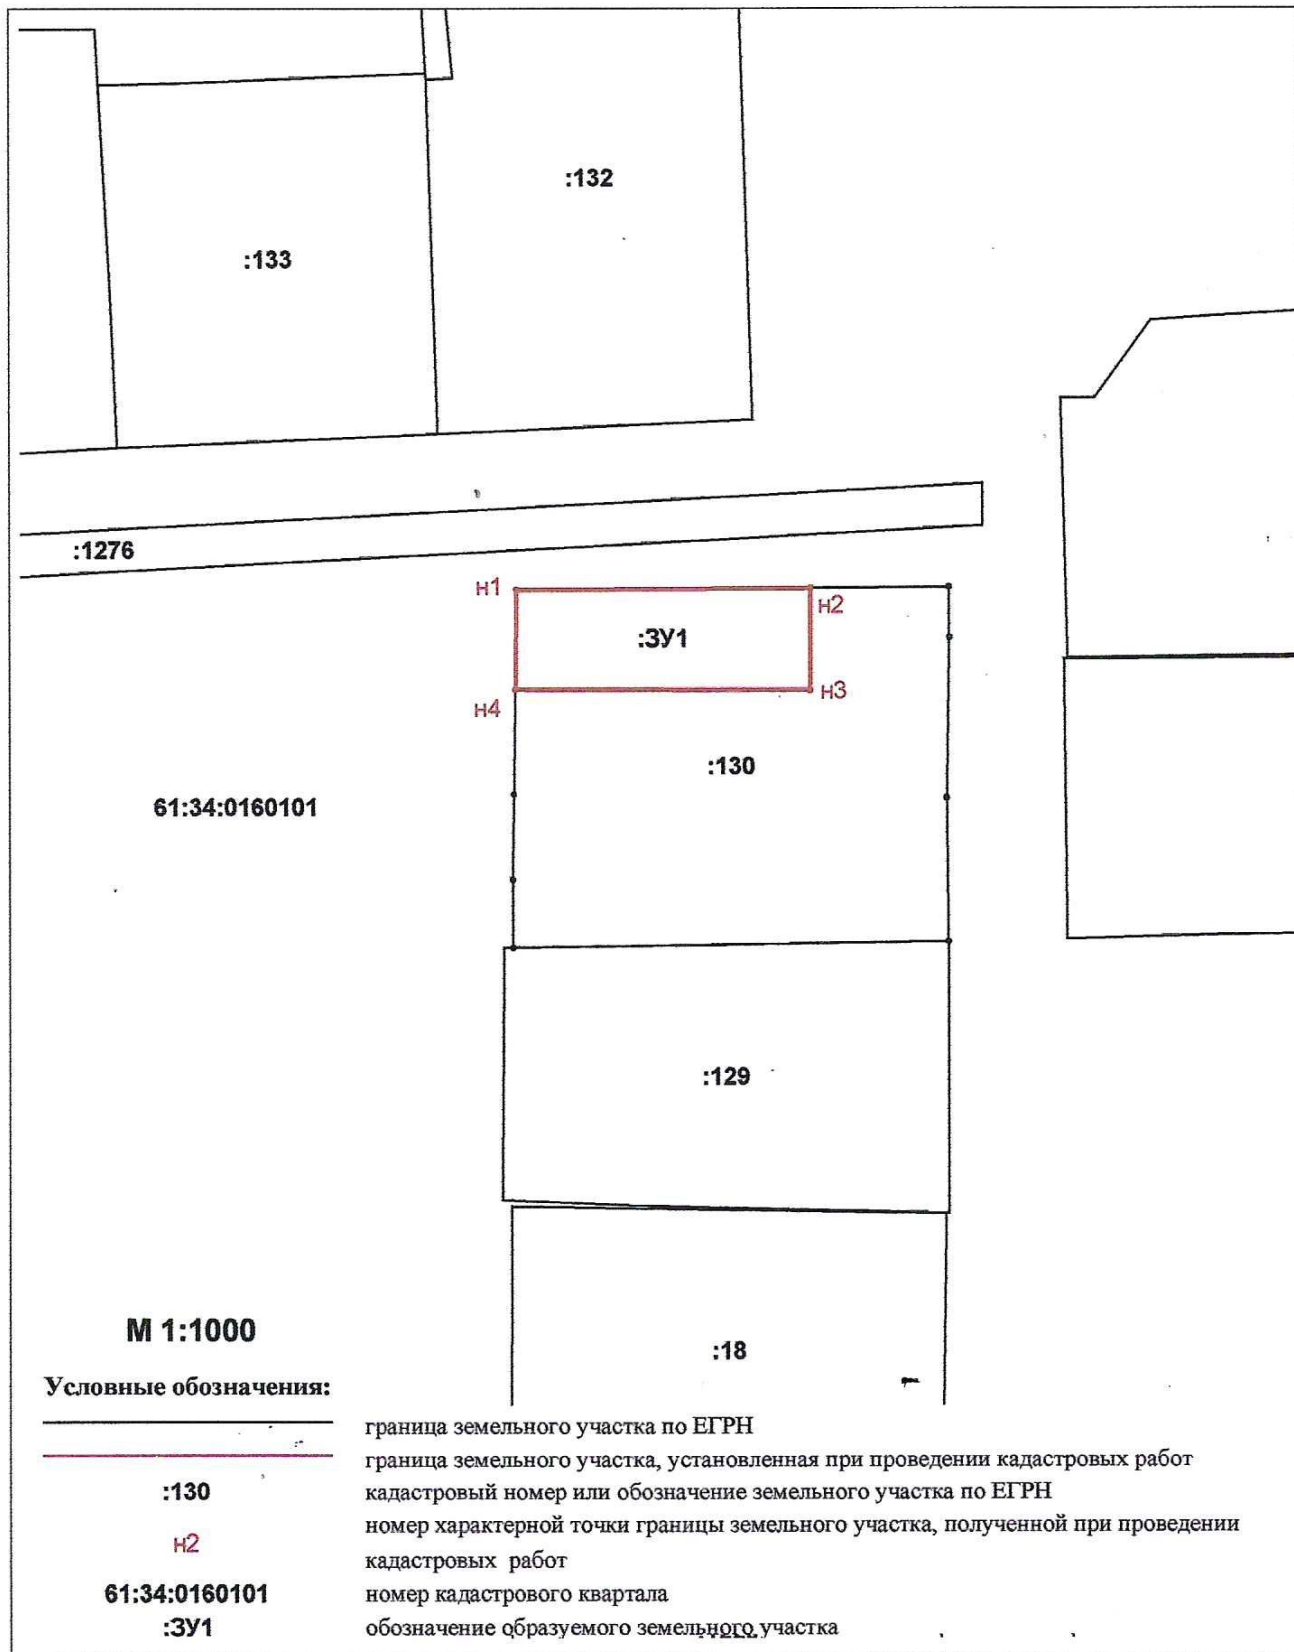 :132
:133
:1276
н1
н2
:ЗУ1
н3
н4
:130
61:34:0160101
:129
М 1:1000
:18
Условные обозначения:
граница земельного участка по ЕГРН
граница земельного участка, установленная при проведении кадастровых работ
:130 кадастровый номер или обозначение земельного участка по ЕГРН
н2 номер характерной точки границы земельного участка, полученной при проведении
кадастровых работ
61:34:0160101 номер кадастрового квартала
:ЗУ1 обозначение образуемого земельного участка